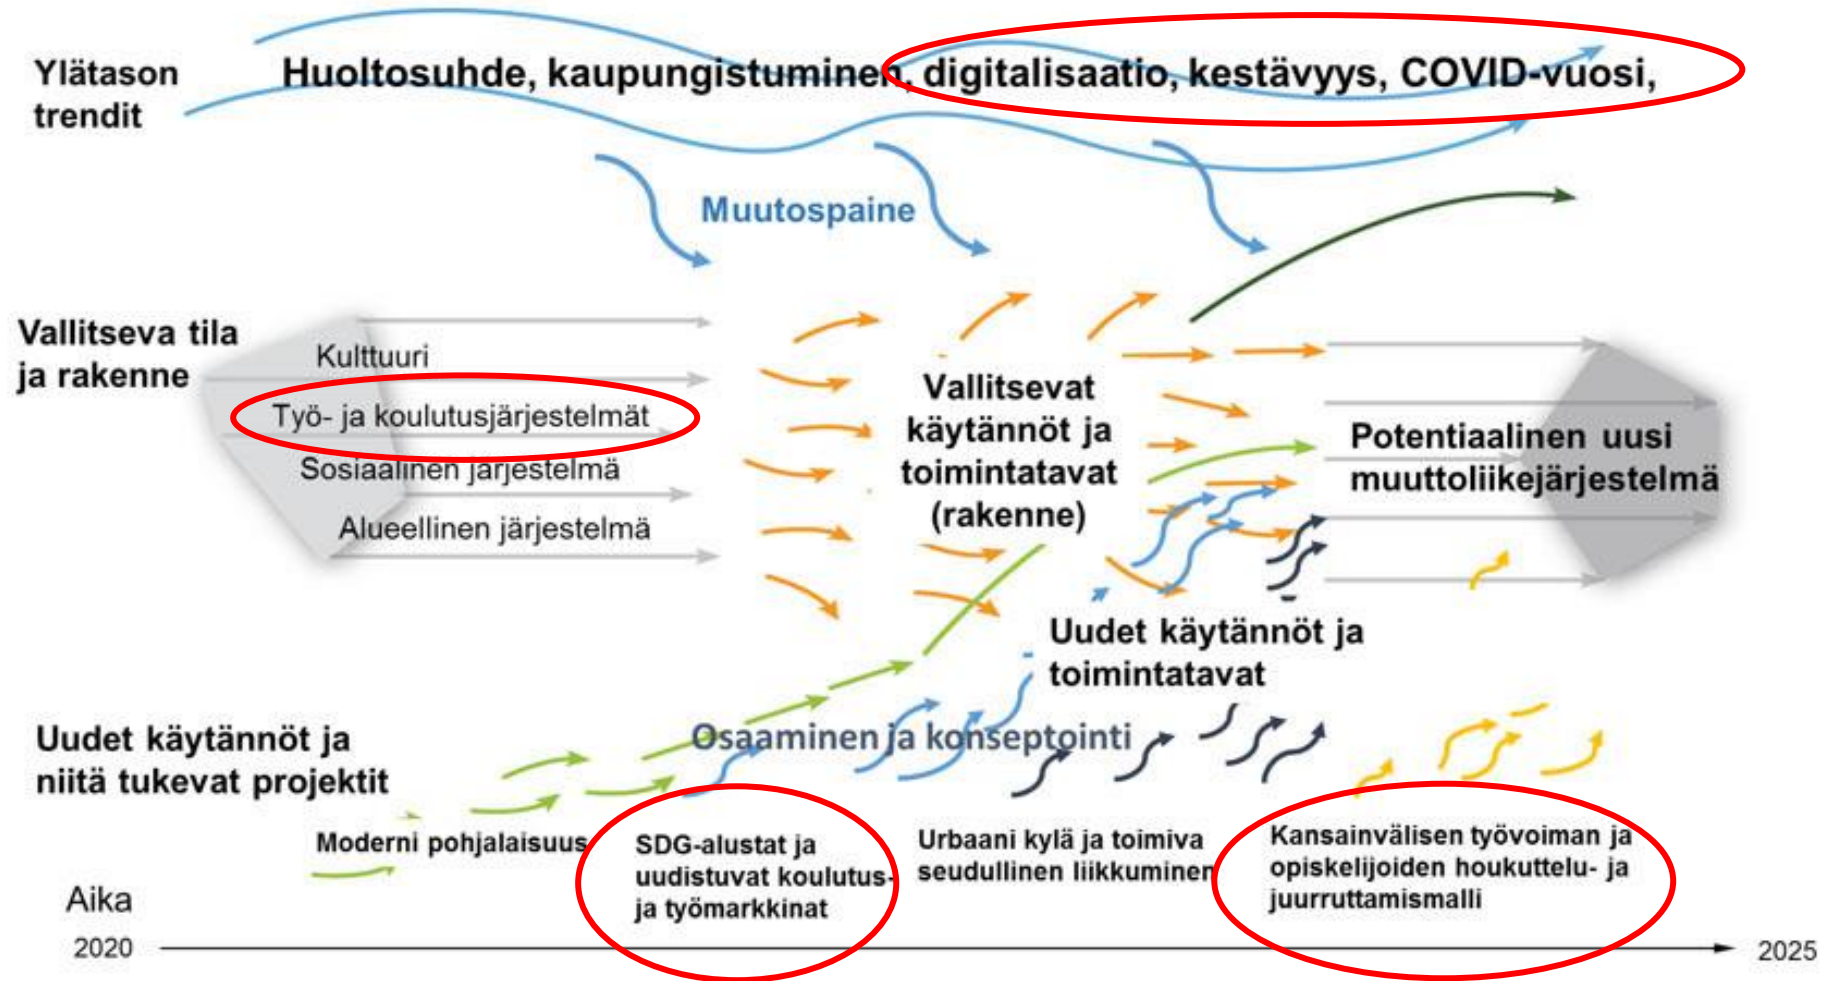 Ylätason
trendit
Huoltosuhde, kaupungistuminen, digitalisaatio, kestävyys, COVID-vuosi,
Muutospaine
Vallitseva tila
ja rakenne
Kulttuuri
Työ- ja koulutusjärjestelmät
Sosiaalinen järjestelmä
Alueellinen järjestelmä
Vallitsevat
käytännöt ja
toimintatavat
(rakenne)
Potentiaalinen uusi
muuttoliikejärjestelmä
Uudet käytännöt ja
toimintatavat
Uudet käytännöt ja
niitä tukevat projektit
Osaaminen ja konseptointi
Moderni pohjalaisuus
SDG-alustat ja
uudistuvat koulutus-
ja työmarkkinat
Urbaani kylä ja toimiva
seudullinen liikkuminen
Kansainvälisen työvoiman ja
opiskelijoiden houkuttelu- ja
juurruttamismalli
Aika
2020
2025